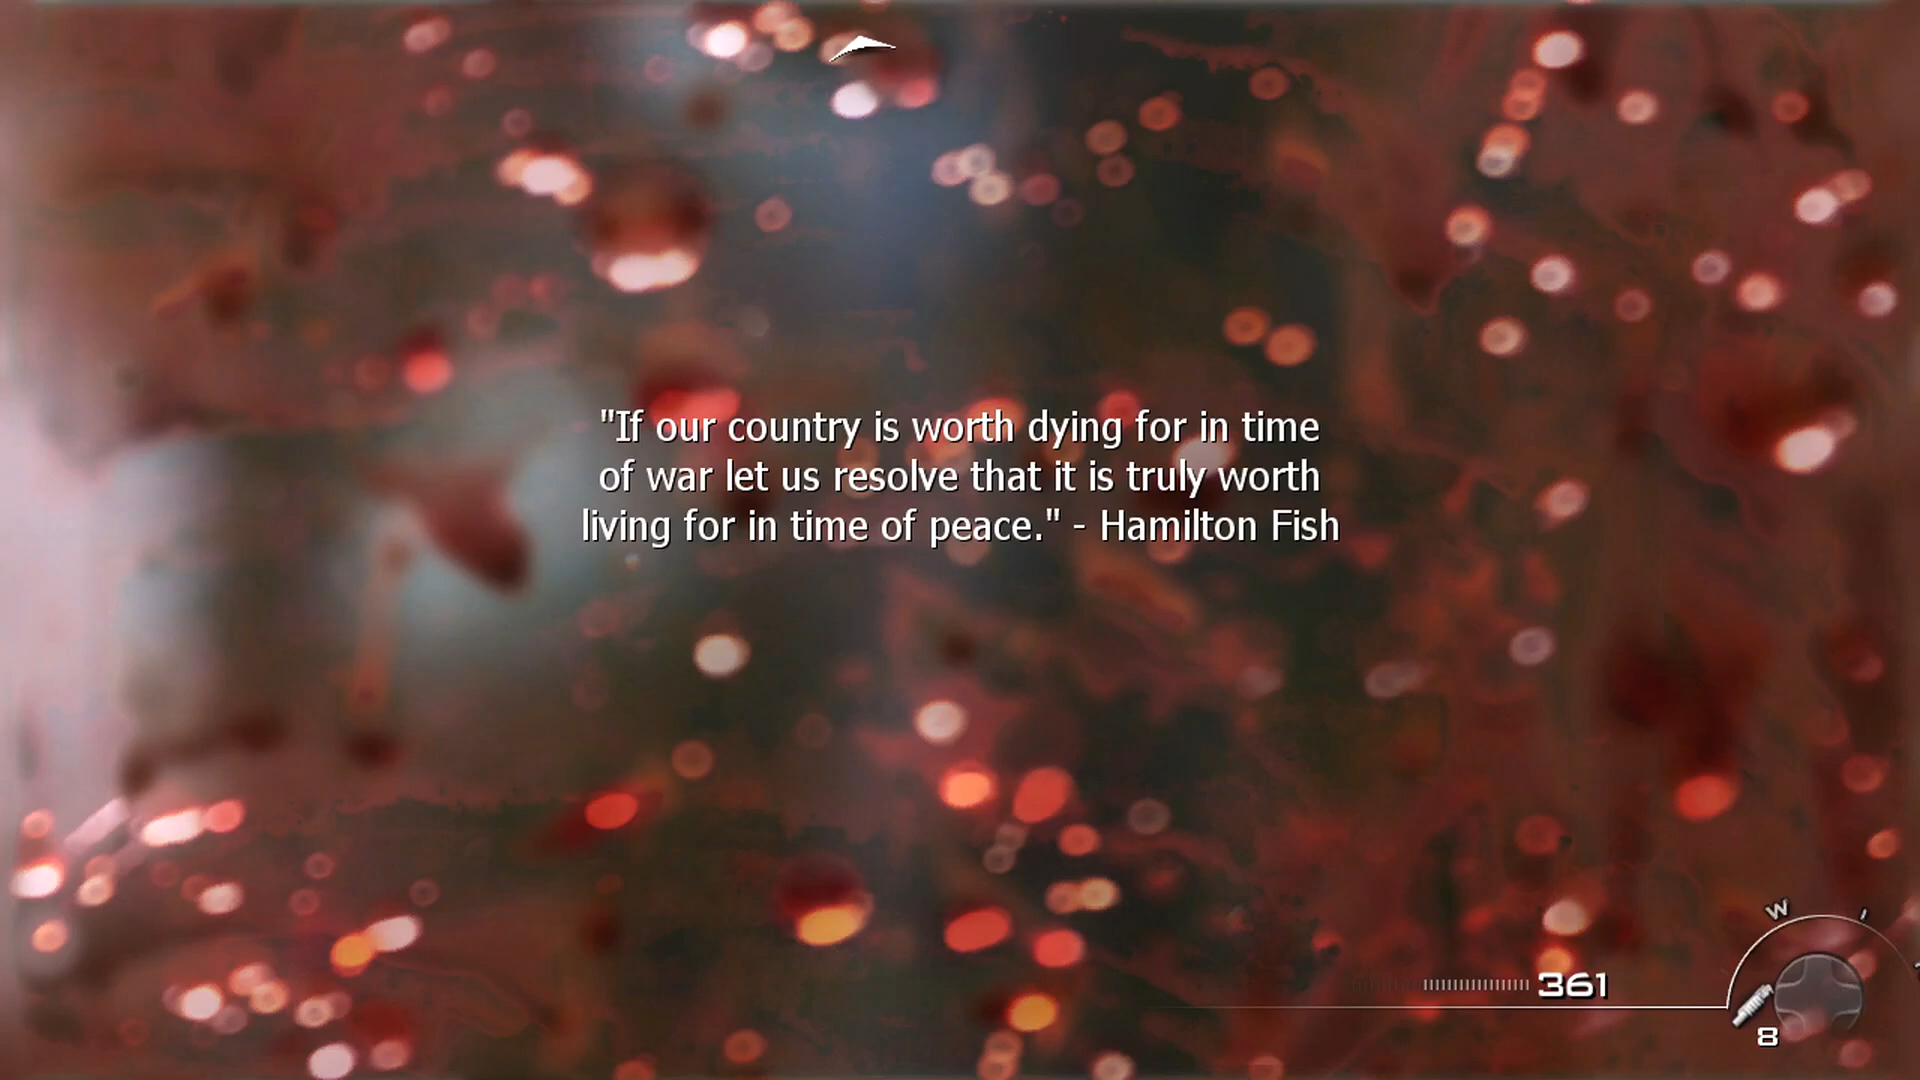 "If our country is worth dying for in time
of war let us resolve that it is truly worth
living for in time of peace." - Hamilton Fish
W
361
8